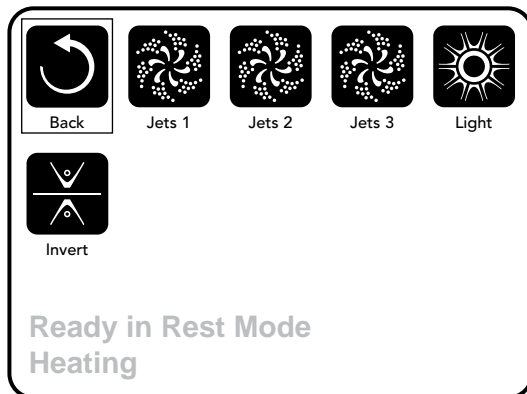 Back
Jets 1
Jets 2
Jets 3
Light
Invert
Ready in Rest Mode
Heating